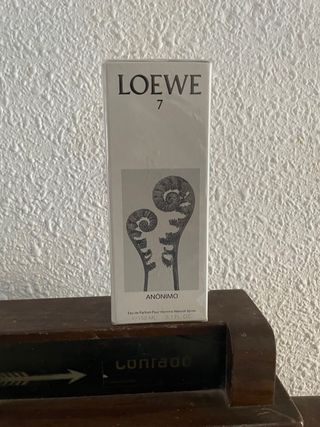 LOEWE
7
ANÓNIMO
Eau de Parfum Pour Homme Natural Spray
Contado